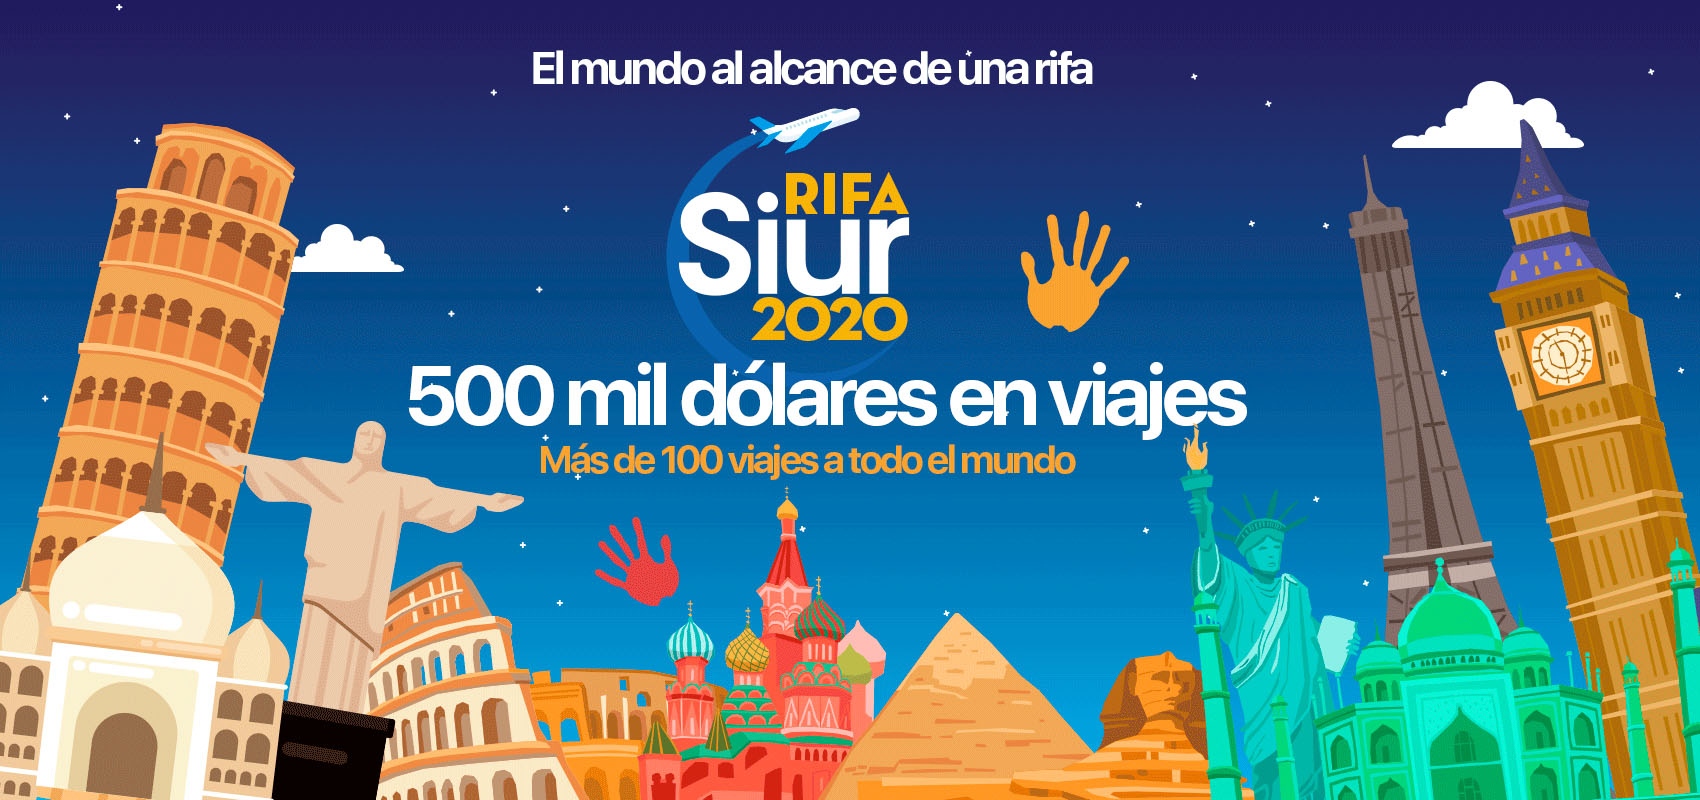 El mundo al alcance de una rifa
RIFA
Siur
2020
500 mil dólares en viajes
Más de 100 viajes a todo el mundo